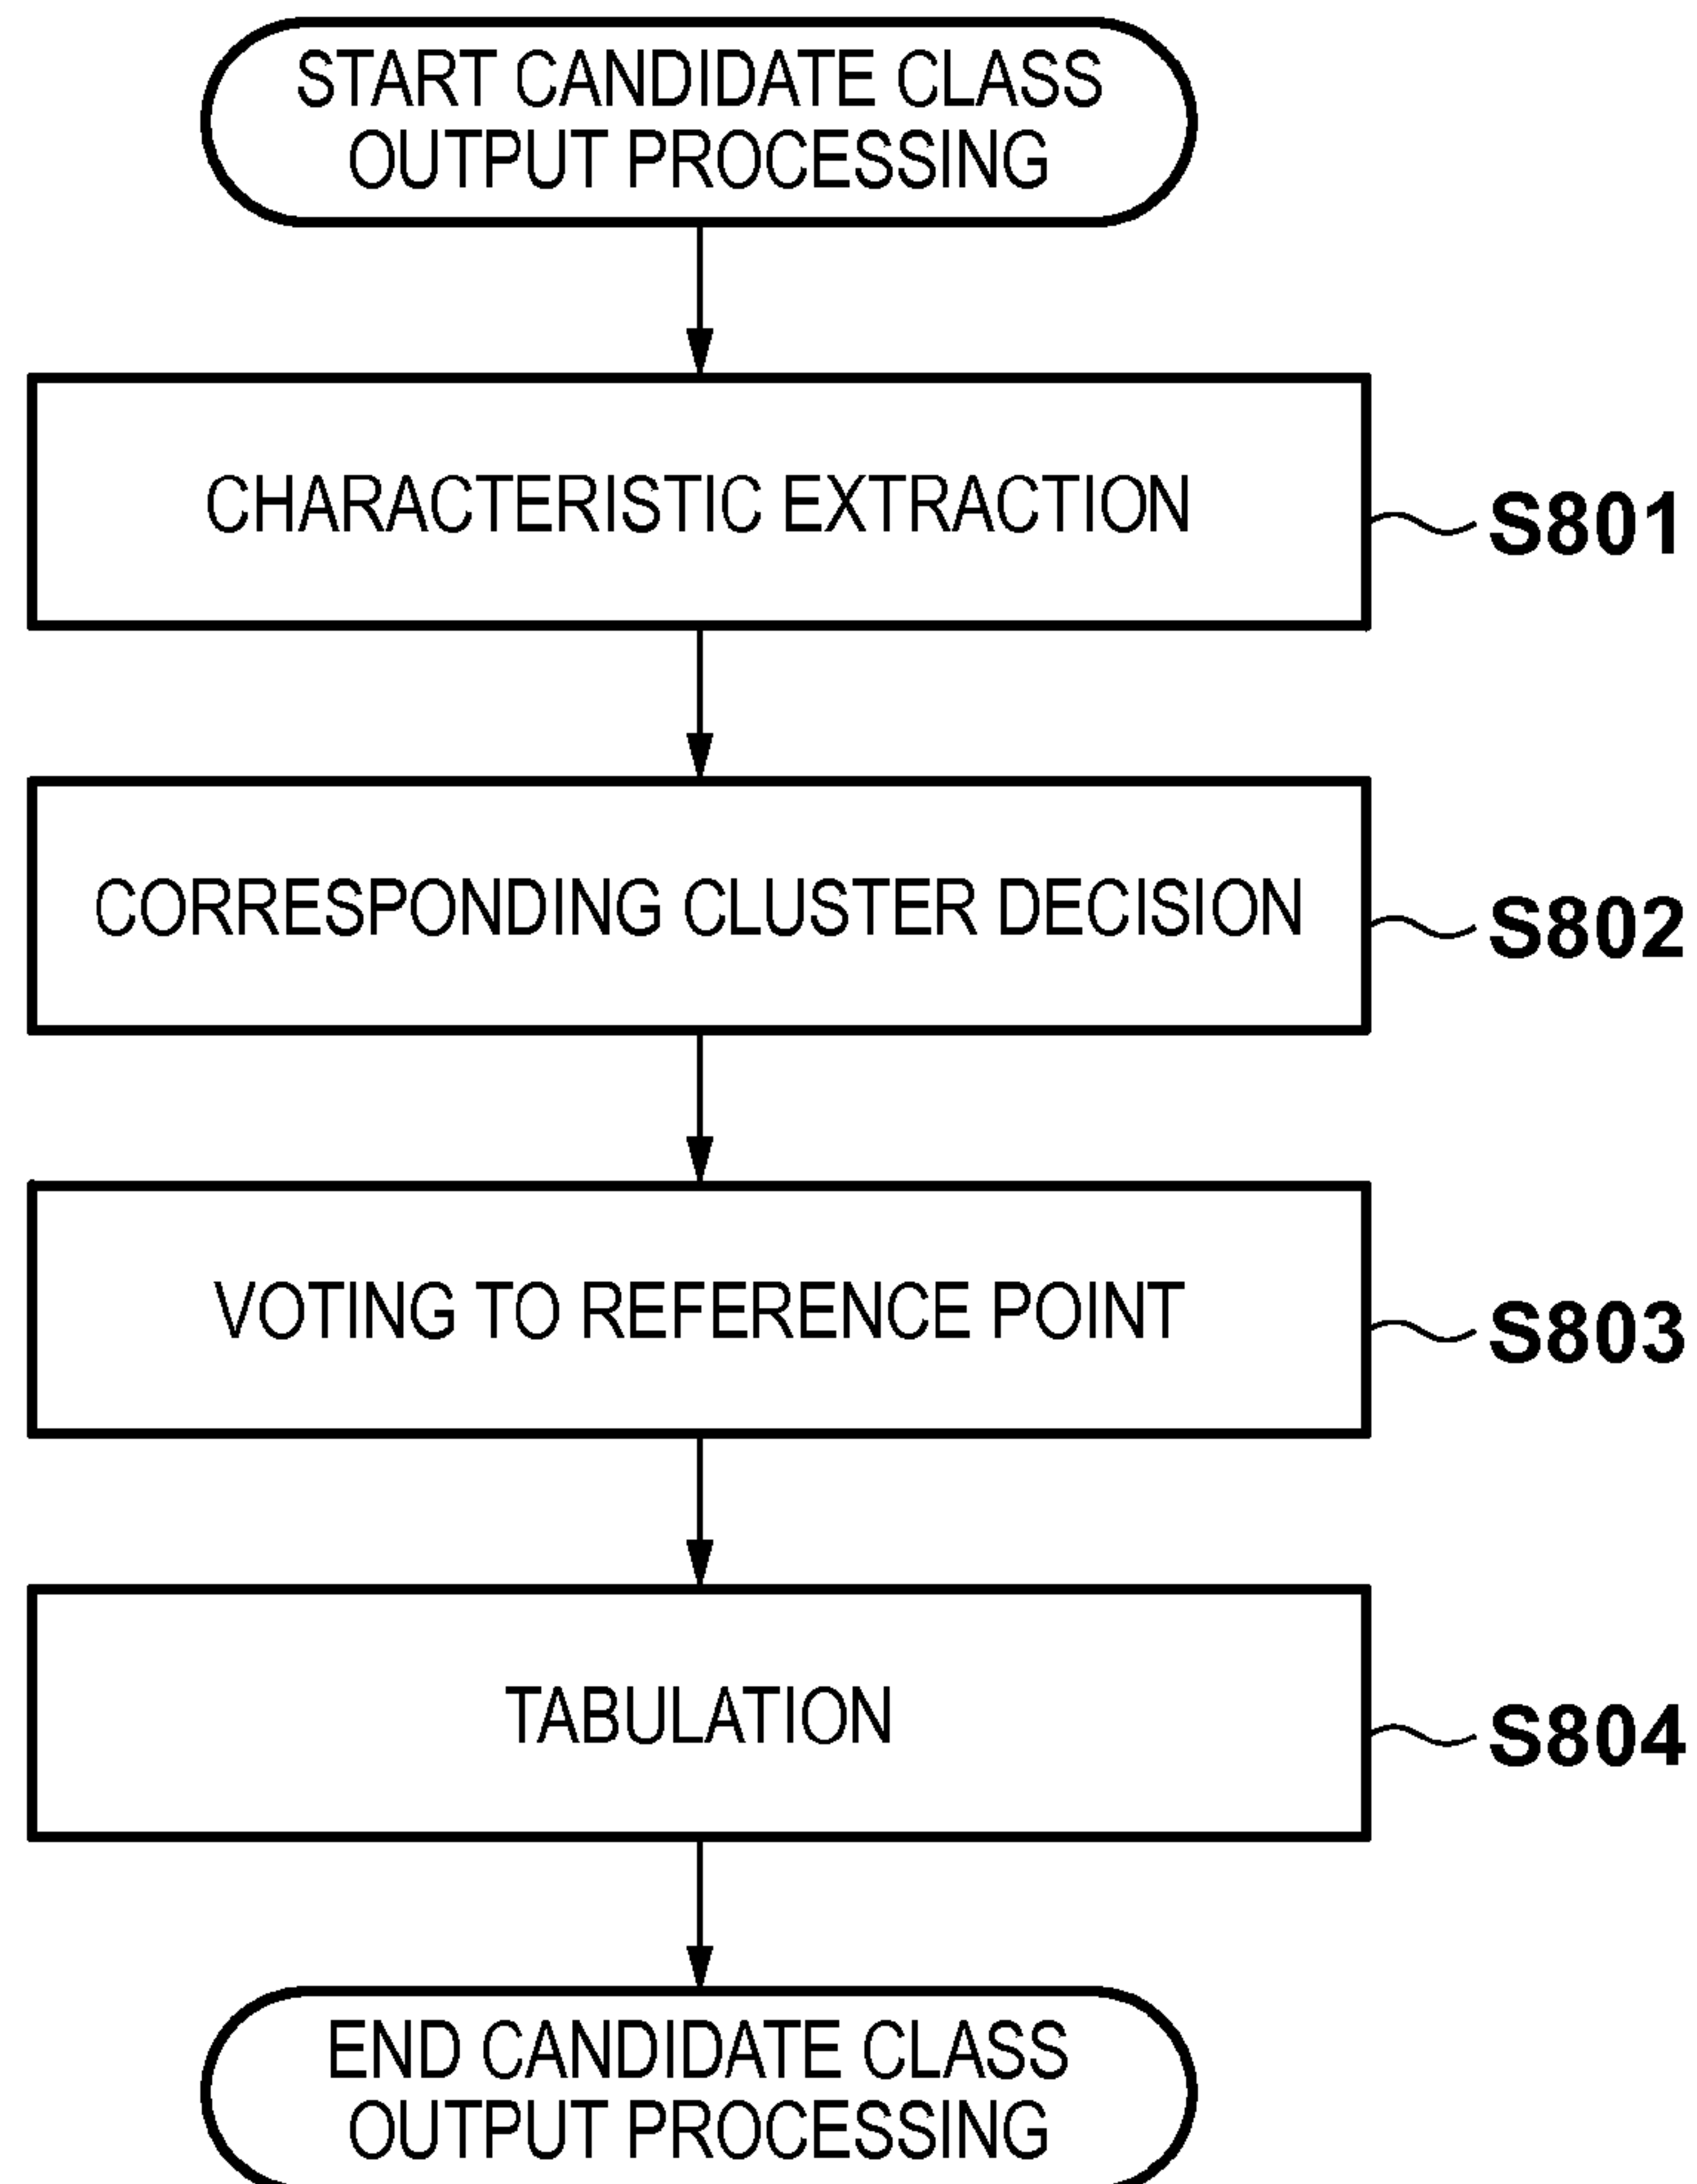 START CANDIDATE CLASS
OUTPUT PROCESSING
CHARACTERISTIC EXTRACTION
S801
CORRESPONDING CLUSTER DECISION
S802
VOTING TO REFERENCE POINT
S803
TABULATION
S804
END CANDIDATE CLASS
OUTPUT PROCESSING